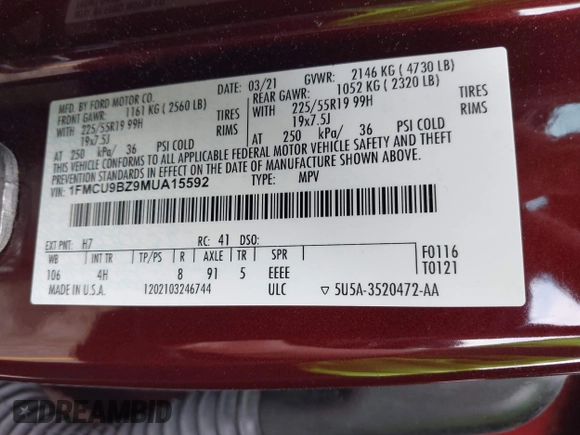 MFD. BY FORD MOTOR CO.
DATE: 03/21 GVWR: 2146 KG ( 4730 LB)
FRONT GAWR: 1161 KG ( 2560 LB)
REAR GAWR: 1052 KG ( 2320 LB)
WITH 225/55R19 99H TIRES
WITH 225/55R19 99H TIRES
19x7.5J RIMS
19x7.5J RIMS
AT 250 kPa/ 36 PSI COLD
AT 250 kPa/ 36 PSI COLD
THIS VEHICLE CONFORMS TO ALL APPLICABLE FEDERAL MOTOR VEHICLE SAFETY AND THEFT PREVENTION
STANDARDS IN EFFECT ON THE DATE OF MANUFACTURE SHOWN ABOVE.
VIN: 1FMCU9BZ9MUA15592 TYPE: MPV
EXT PNT: H7 RC: 41 DSO:
WB INT TR TP/PS R AXLE TR SPR
106 4H 8 91 5 EEEE
F0116
T0121
MADE IN U.S.A. 1202103246744 ULC ▽ 5U5A-3520472-AA
DREAMBID